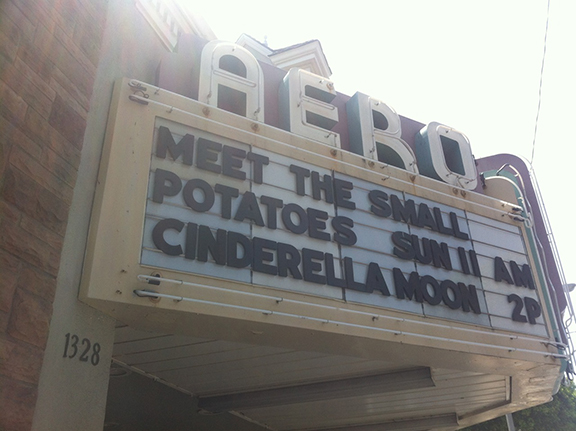 AERO
MEET THE SMALL
POTATOES SUN 11 AM
CINDERELLA MOON 2P
1328